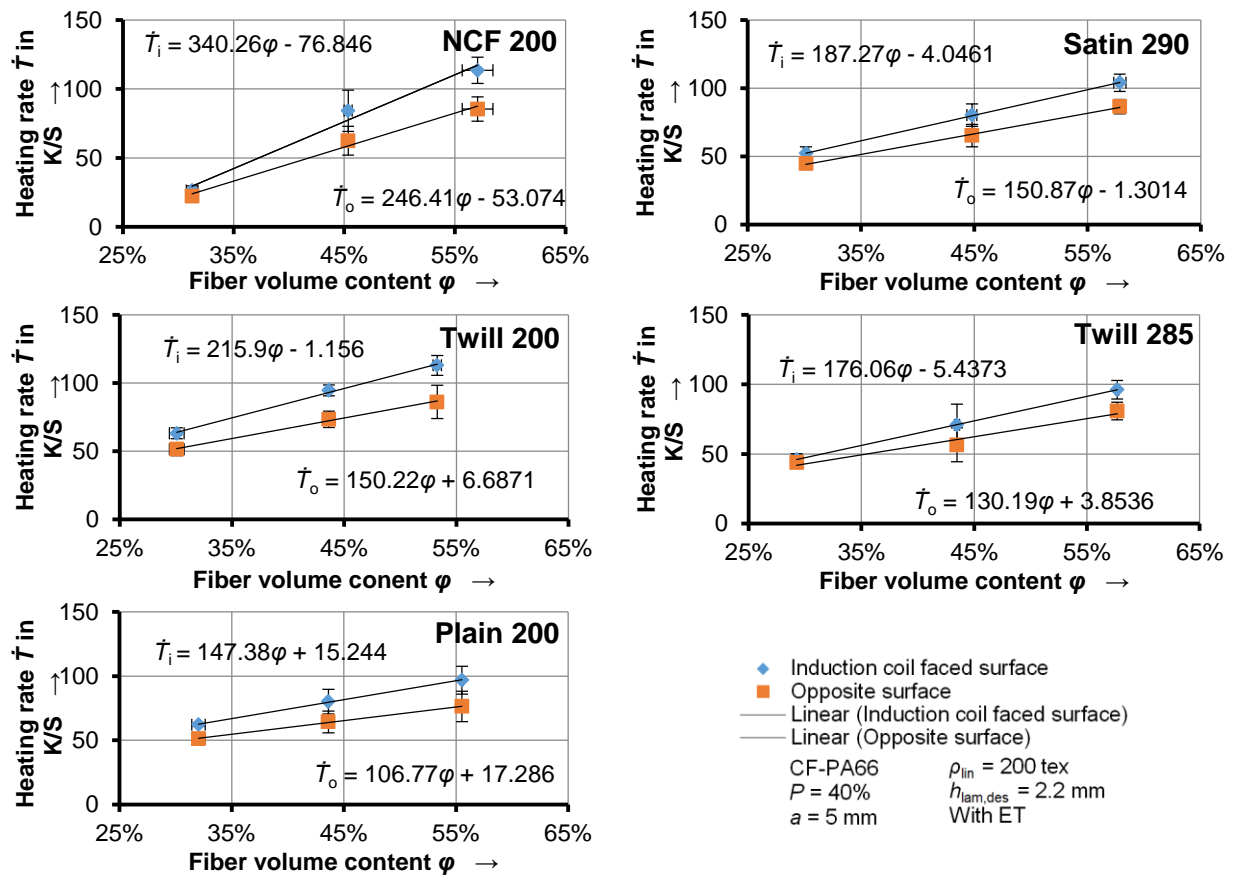 NCF 200
Ṫi = 340.26φ - 76.846
Ṫo = 246.41φ - 53.074
Heating rate Ṫ in
K/S →
150
100
50
0
25% 35% 45% 55% 65%
Fiber volume content φ →
Satin 290
Ṫi = 187.27φ - 4.0461
Ṫo = 150.87φ - 1.3014
Heating rate Ṫ in
K/S →
150
100
50
0
25% 35% 45% 55% 65%
Fiber volume content φ →
Twill 200
Ṫi = 215.9φ - 1.156
Ṫo = 150.22φ + 6.6871
Heating rate Ṫ in
K/S →
150
100
50
0
25% 35% 45% 55% 65%
Fiber volume conent φ →
Twill 285
Ṫi = 176.06φ - 5.4373
Ṫo = 130.19φ + 3.8536
Heating rate Ṫ in
K/S →
150
100
50
0
25% 35% 45% 55% 65%
Fiber volume content φ →
Plain 200
Ṫi = 147.38φ + 15.244
Ṫo = 106.77φ + 17.286
Heating rate Ṫ in
K/S →
150
100
50
0
25% 35% 45% 55% 65%
Fiber volume content φ →
Induction coil faced surface
Opposite surface
Linear (Induction coil faced surface)
Linear (Opposite surface)
CF-PA66 ρlin = 200 tex
P = 40% hlam,des = 2.2 mm
a = 5 mm With ET